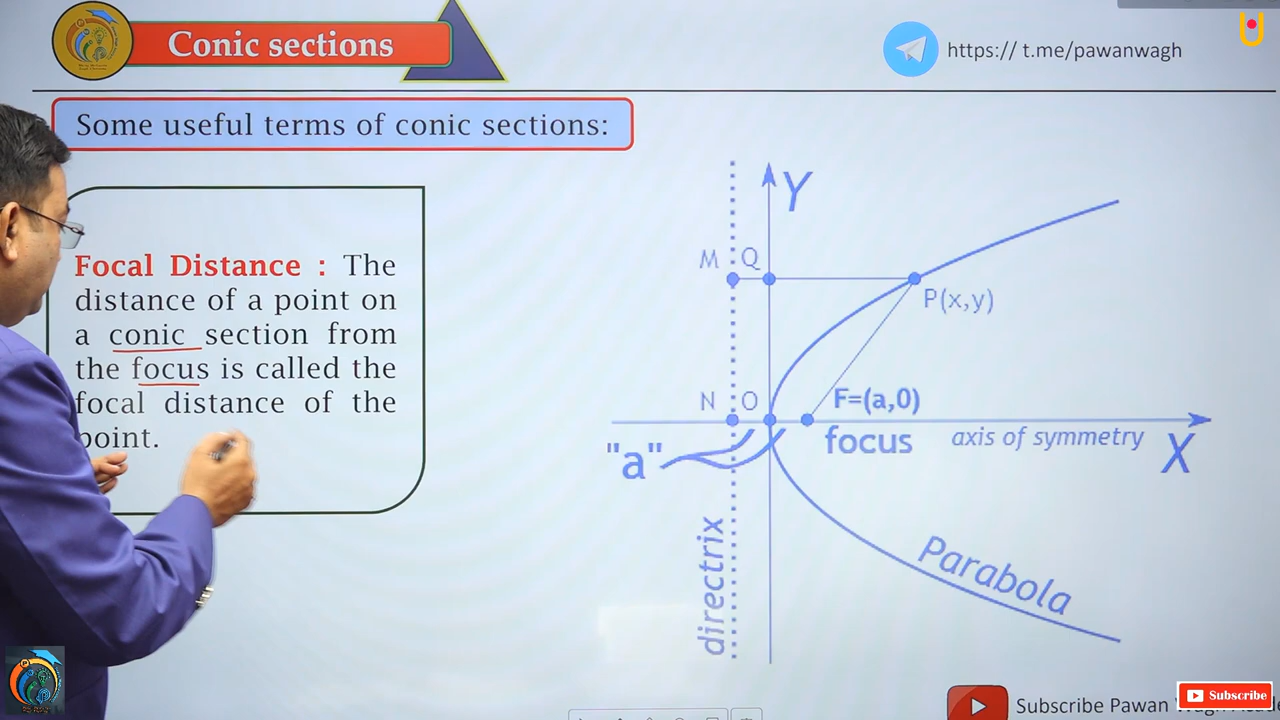 Conic sections
https:// t.me/pawanwagh
Some useful terms of conic sections:
Focal Distance : The
distance of a point on
a conic section from
the focus is called the
focal distance of the
point.
Y
M Q
P(x,y)
N O F=(a,0)
"a" focus axis of symmetry X
directrix
Parabola
Subscribe Pawan Wagh
Subscribe